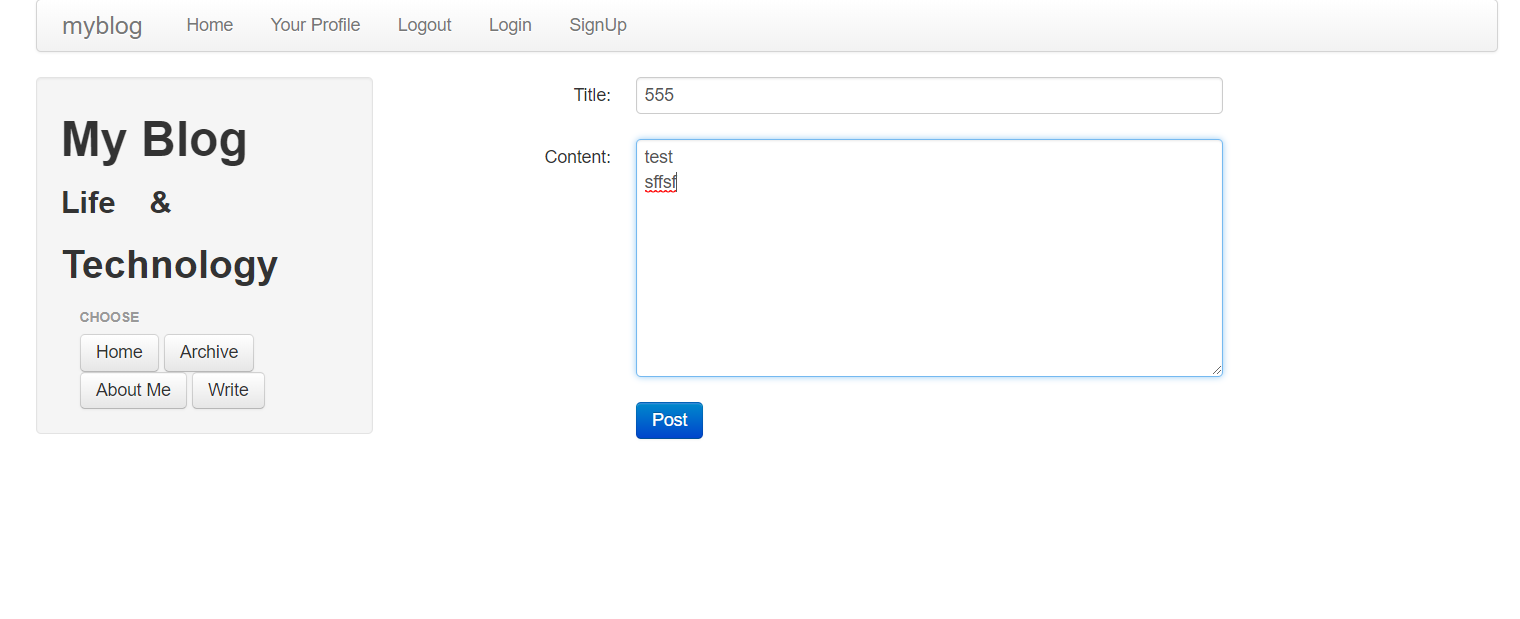 myblog Home Your Profile Logout Login SignUp
My Blog
Life &
Technology
CHOOSE
Home Archive
About Me Write
Title: 555
Content: test
sffsf
Post